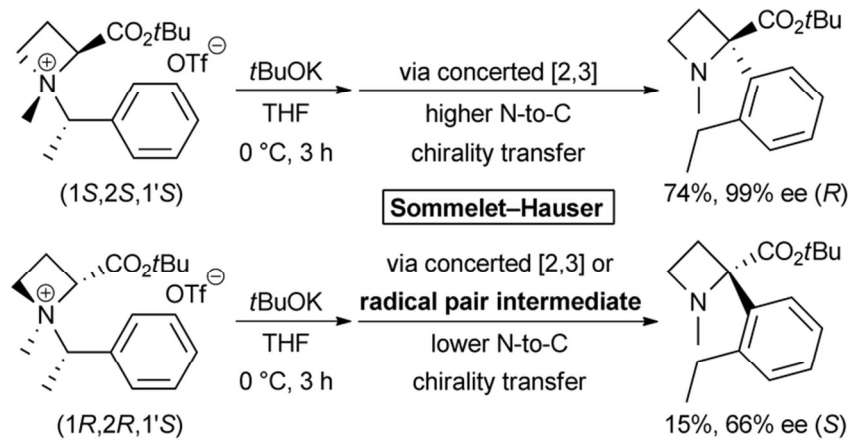 CO2tBu
OTf⊖
⊕
N
tBuOK
THF
0 °C, 3 h
via concerted [2,3]
higher N-to-C
chirality transfer
CO2tBu
N
(1S,2S,1'S)
74%, 99% ee (R)
Sommelet–Hauser
CO2tBu
OTf⊖
⊕
N
tBuOK
THF
0 °C, 3 h
via concerted [2,3] or
radical pair intermediate
lower N-to-C
chirality transfer
CO2tBu
N
(1R,2R,1'S)
15%, 66% ee (S)